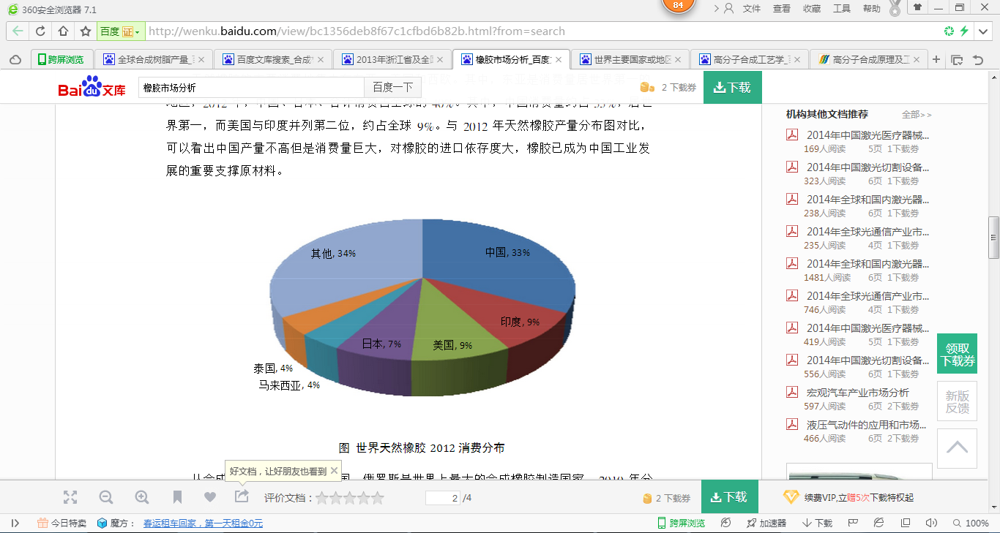 360安全浏览器 7.1
84
文件 查看 收藏 工具 帮助
百度 证 http://wenku.baidu.com/view/bc1356deb8f67c1cfbd6b82b.html?from=search
跨屏浏览 全球合成树脂产量_ 百度文库搜索_合成 2013年浙江省及全国 橡胶市场分析_百度 世界主要国家或地区 高分子合成工艺学_ 高分子合成原理及工
Bai du 文库 橡胶市场分析 百度一下 2 下载券 下载
界第一，而美国与印度并列第二位，约占全球 9%。与 2012 年天然橡胶产量分布图对比，
可以看出中国产量不高但是消费量巨大，对橡胶的进口依存度大，橡胶已成为中国工业发
展的重要支撑原材料。
其他, 34%
中国, 33%
印度, 9%
美国, 9%
日本, 7%
泰国, 4%
马来西亚, 4%
图 世界天然橡胶 2012 消费分布
国、俄罗斯是世界上最大的合成橡胶制造国家。2010 年分
机构其他文档推荐 全部>>
2014年中国激光医疗器械...
169人阅读 5页 1下载券
2014年中国激光切割设备...
323人阅读 6页 1下载券
2014年全球和国内激光器...
238人阅读 6页 1下载券
2014年全球光通信产业市...
235人阅读 4页 1下载券
2014年全球和国内激光器...
1481人阅读 6页 1下载券
2014年全球光通信产业市...
746人阅读 4页 1下载券
2014年中国激光医疗器械...
419人阅读 5页 1下载券
2014年中国激光切割设备...
556人阅读 6页 1下载券
宏观汽车产业市场分析
597人阅读 6页 2下载券
液压气动件的应用和市场...
466人阅读 6页 2下载券
领取
下载券
新版
反馈
好文档，让好朋友也看到
评价文档： 2 /4 2 下载券 下载 续费VIP,立赠5次下载特权起
今日特卖 魔方： 春运租车回家，第一天租金0元 跨屏浏览 加速器 下载 100%